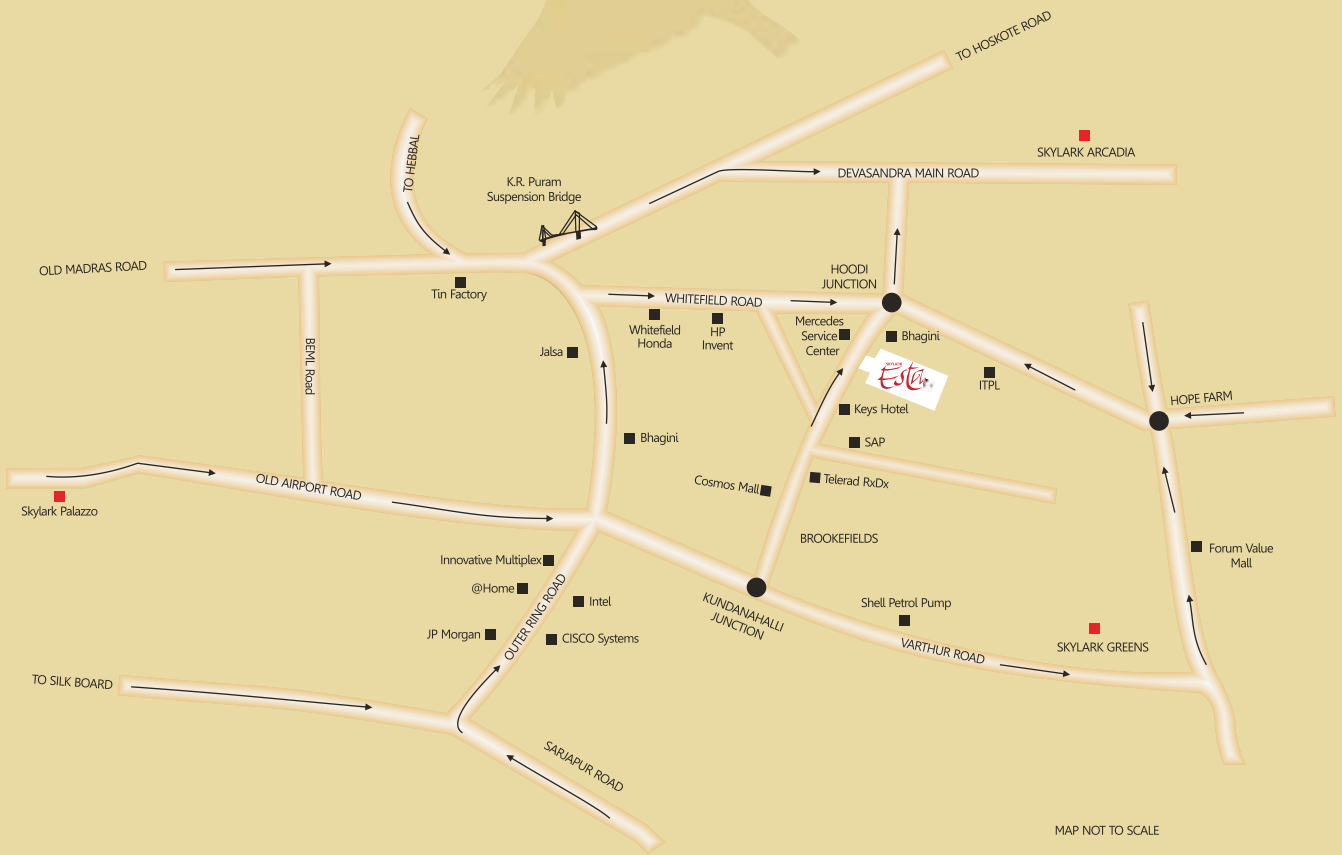 TO HOSKOTE ROAD
SKYLARK ARCADIA
TO HEBBAL
DEVASANDRA MAIN ROAD
K.R. Puram
Suspension Bridge
OLD MADRAS ROAD
Tin Factory
HOODI
JUNCTION
WHITEFIELD ROAD
Whitefield
Honda
HP
Invent
Mercedes
Service
Center
Bhagini
Jalsa
BEML Road
SKYLARK
ITPL
HOPE FARM
Keys Hotel
Bhagini
SAP
OLD AIRPORT ROAD
Cosmos Mall
Telerad RxDx
Skylark Palazzo
BROOKEFIELDS
Forum Value
Mall
Innovative Multiplex
@Home
Intel
OUTER RING ROAD
KUNDANAHALLI
JUNCTION
Shell Petrol Pump
JP Morgan
CISCO Systems
VARTHUR ROAD
SKYLARK GREENS
TO SILK BOARD
SARJAPUR ROAD
MAP NOT TO SCALE